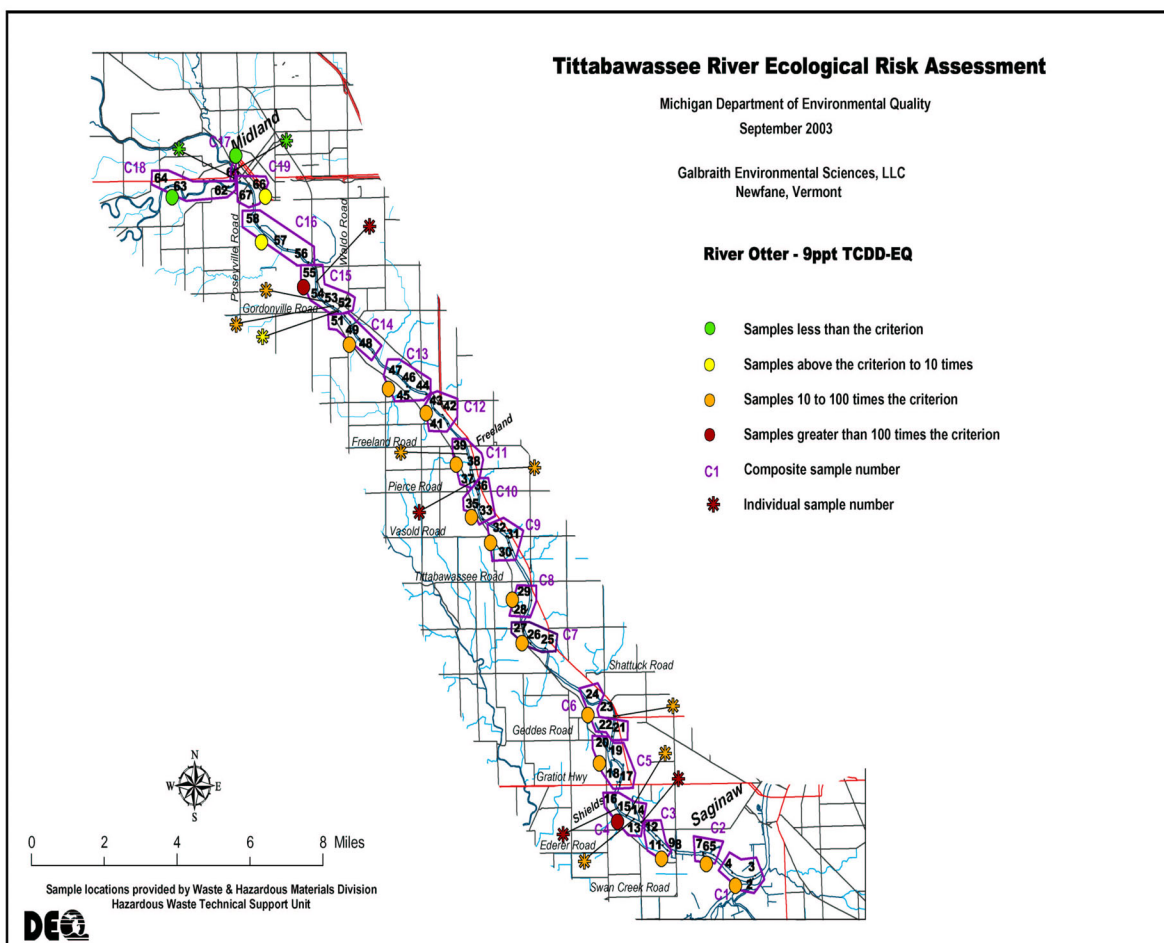 Tittabawassee River Ecological Risk Assessment
Michigan Department of Environmental Quality
September 2003
Galbraith Environmental Sciences, LLC
Newfane, Vermont
River Otter - 9ppt TCDD-EQ
Samples less than the criterion
Samples above the criterion to 10 times
Samples 10 to 100 times the criterion
Samples greater than 100 times the criterion
C1 Composite sample number
Individual sample number
Midland
C17
C18
C19
64
63
62
66
67
58
C16
57
56
Poseyville Road
Waldo Road
55
C15
54
53
52
Gordonville Road
51
C14
49
48
C13
47
46
44
45
43
42
C12
41
Freeland Road
Freeland
39
C11
38
37
36
Pierce Road
C10
35
33
Vasold Road
32
C9
31
30
Tittabawassee Road
C8
29
28
27
26
25
C7
Shattuck Road
24
C6
23
22
21
Geddes Road
20
19
C5
18
17
Gratiot Hwy
16
Shields
15
14
C3
C4
13
12
Saginaw
C2
Ederer Road
11
98
7
65
4
3
2
C1
Swan Creek Road
N
W
E
S
0
2
4
6
8 Miles
Sample locations provided by Waste & Hazardous Materials Division
Hazardous Waste Technical Support Unit
DEQ